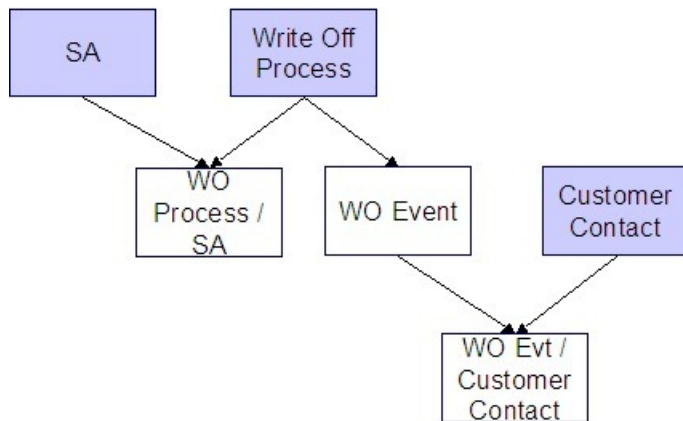 SA
Write Off
Process
WO
Process /
SA
WO Event
Customer
Contact
WO Evt /
Customer
Contact